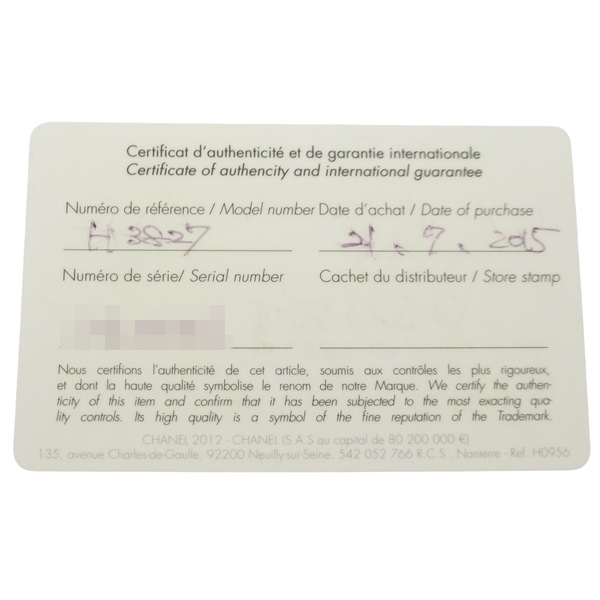 Certificat d'authenticité et de garantie internationale
Certificate of authencity and international guarantee
Numéro de référence / Model number Date d'achat / Date of purchase
H 3827 21.9.2015
Numéro de série/ Serial number Cachet du distributeur / Store stamp
Nous certifions l'authenticité de cet article, soumis aux contrôles les plus rigoureux,
et dont la haute qualité symbolise le renom de notre Marque. We certify the authen-
ticity of this item and confirm that it has been subjected to the most exacting qua-
lity controls. Its high quality is a symbol of the fine reputation of the Trademark.
CHANEL 2012 - CHANEL (S.A.S au capital de 80 200 000 €)
135, avenue Charles-de-Gaulle, 92200 Neuilly-sur-Seine. 542 052 766 R.C.S. Nanterre - Ref. H0956